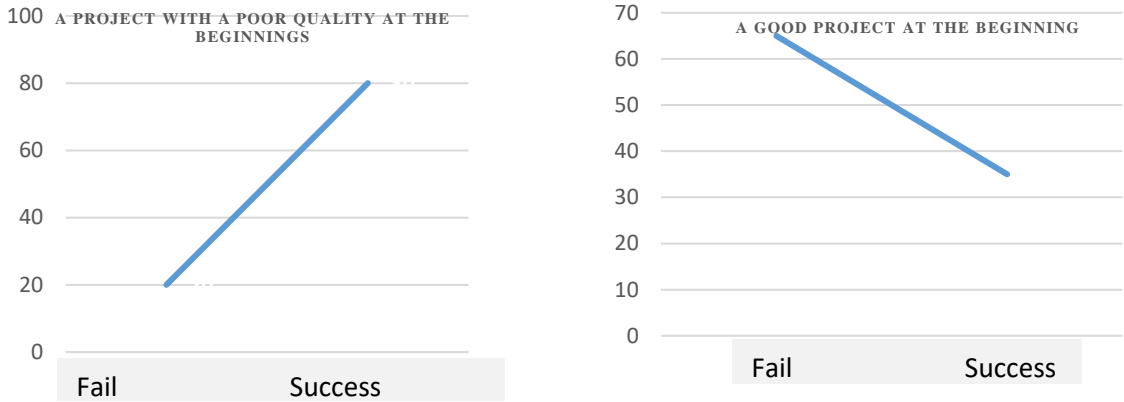 A PROJECT WITH A POOR QUALITY AT THE
BEGINNINGS
100
80
60
40
20
0
Fail Success
A GOOD PROJECT AT THE BEGINNING
70
60
50
40
30
20
10
0
Fail Success